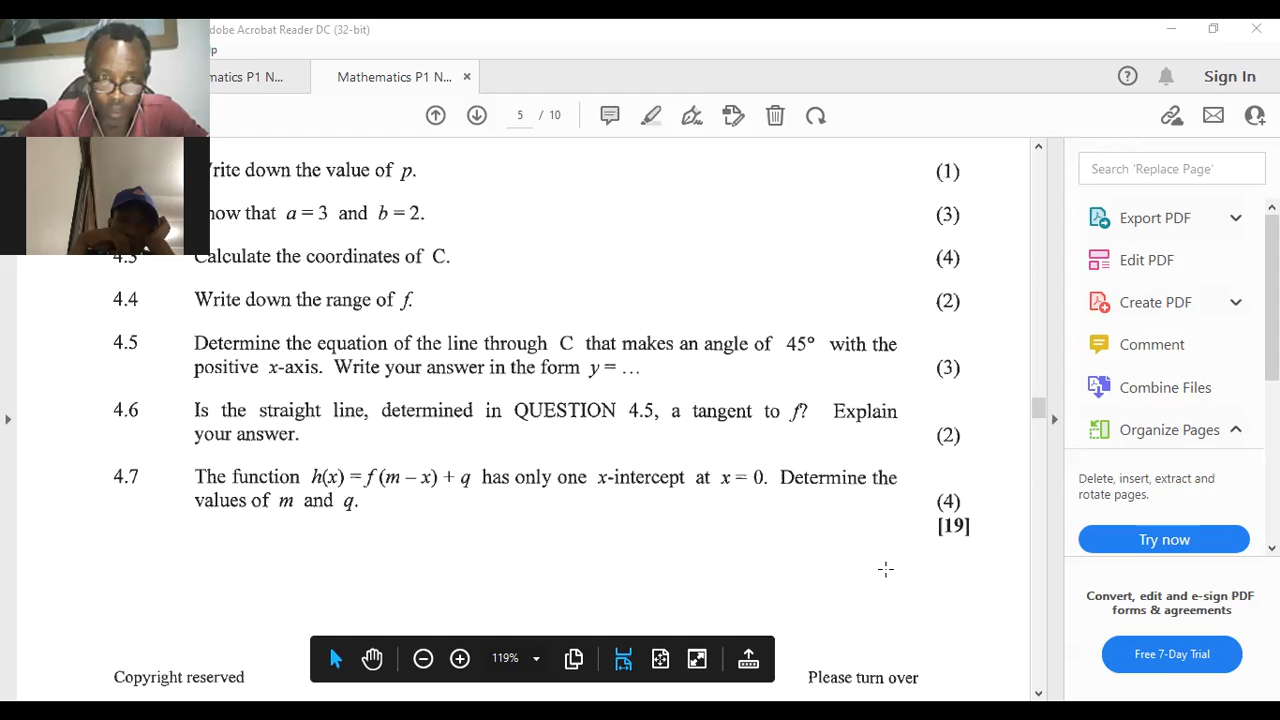 dobe Acrobat Reader DC (32-bit)
lp
matics P1 N...
Mathematics P1 N... ×
Sign In
5 / 10
Search 'Replace Page'
rite down the value of p.
(1)
how that a = 3 and b = 2.
(3)
4.3 Calculate the coordinates of C.
(4)
4.4 Write down the range of f.
(2)
4.5 Determine the equation of the line through C that makes an angle of 45° with the
positive x-axis. Write your answer in the form y = …
(3)
4.6 Is the straight line, determined in QUESTION 4.5, a tangent to f? Explain
your answer.
(2)
4.7 The function h(x) = f (m – x) + q has only one x-intercept at x = 0. Determine the
values of m and q.
(4)
[19]
Copyright reserved
Please turn over
119%
Export PDF
Edit PDF
Create PDF
Comment
Combine Files
Organize Pages
Delete, insert, extract and
rotate pages.
Try now
Convert, edit and e-sign PDF
forms & agreements
Free 7-Day Trial